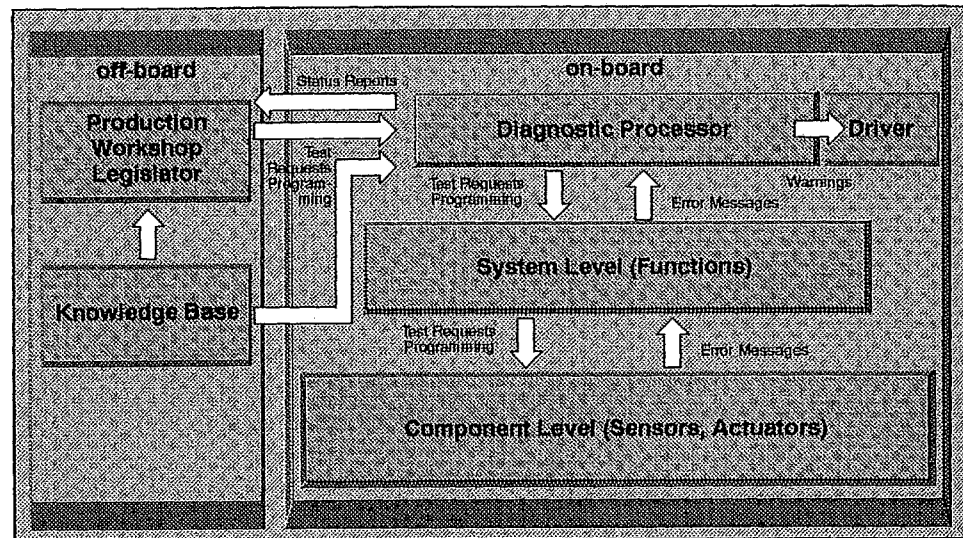 off-board
on-board
Status Reports
Production
Workshop
Legislator
Diagnostic Processor
Driver
Test
Requests
Program-
ming
Test Requests
Programming
Error Messages
Warnings
System Level (Functions)
Knowledge Base
Test Requests
Programming
Error Messages
Component Level (Sensors, Actuators)